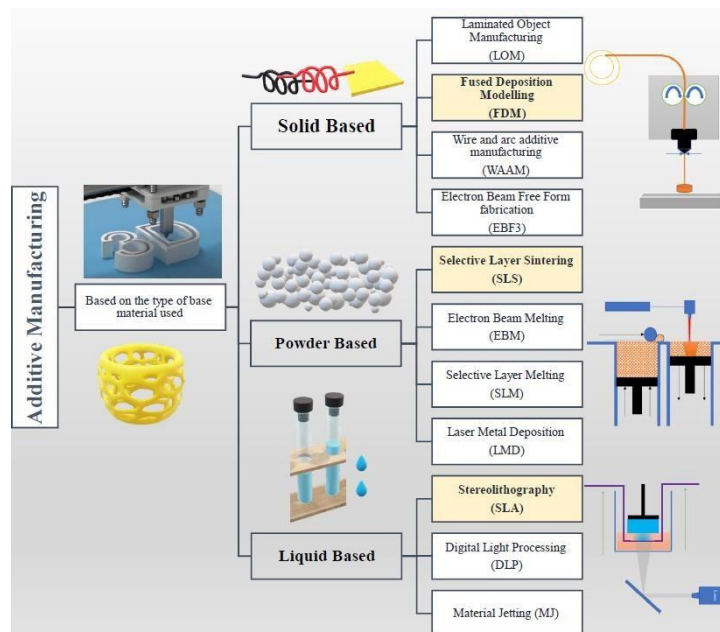 Additive Manufacturing
Based on the type of base
material used
Solid Based
Laminated Object
Manufacturing
(LOM)
Fused Deposition
Modelling
(FDM)
Wire and arc additive
manufacturing
(WAAM)
Electron Beam Free Form
fabrication
(EBF3)
Powder Based
Selective Layer Sintering
(SLS)
Electron Beam Melting
(EBM)
Selective Layer Melting
(SLM)
Laser Metal Deposition
(LMD)
Liquid Based
Stereolithography
(SLA)
Digital Light Processing
(DLP)
Material Jetting (MJ)